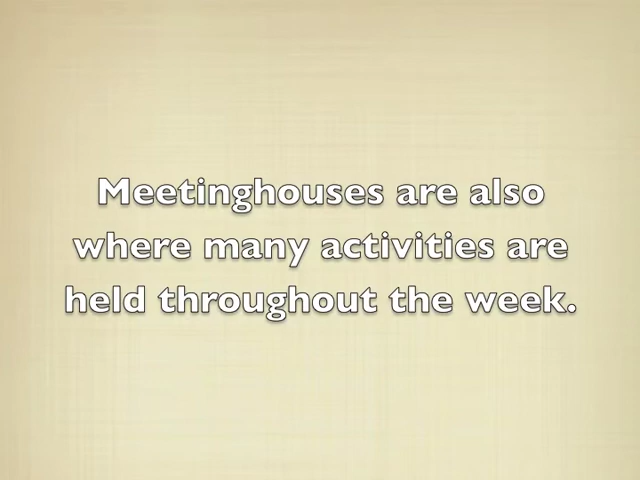 Meetinghouses are also
where many activities are
held throughout the week.